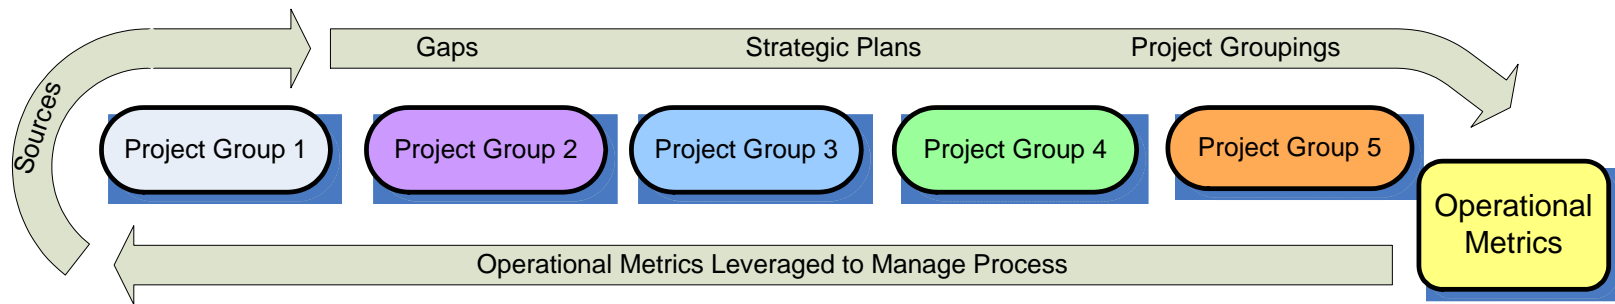 Sources
Gaps
Strategic Plans
Project Groupings
Project Group 1
Project Group 2
Project Group 3
Project Group 4
Project Group 5
Operational
Metrics
Operational Metrics Leveraged to Manage Process